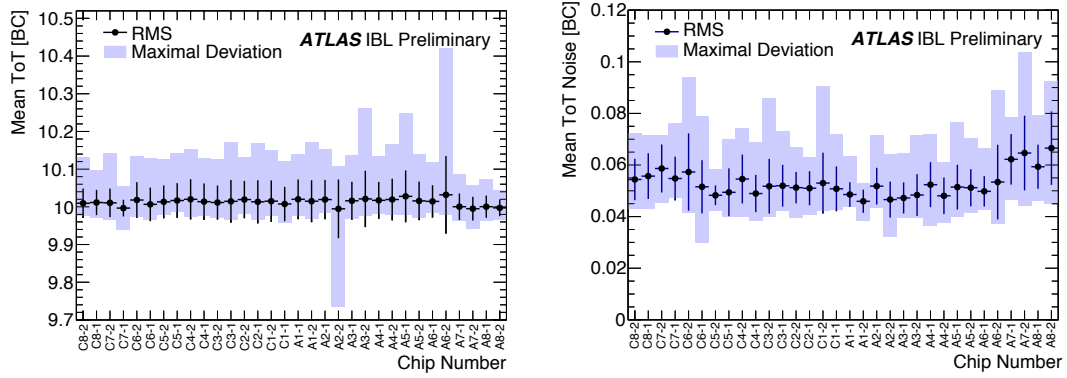 Mean ToT [BC]
10.5
10.4
10.3
10.2
10.1
10
9.9
9.8
9.7
RMS
Maximal Deviation
ATLAS IBL Preliminary
C8-2 C8-1 C7-2 C7-1 C6-2 C6-1 C5-1 C5-2 C4-2 C4-1 C3-1 C3-2 C2-2 C2-1 C1-2 C1-1 A1-1 A1-2 A2-1 A2-2 A3-2 A3-1 A4-1 A4-2 A5-1 A5-2 A6-1 A6-2 A7-1 A7-2 A8-1 A8-2
Chip Number
Mean ToT Noise [BC]
0.12
0.1
0.08
0.06
0.04
0.02
0
RMS
Maximal Deviation
ATLAS IBL Preliminary
C8-2 C8-1 C7-2 C7-1 C6-2 C6-1 C5-2 C5-1 C4-2 C4-1 C3-1 C3-2 C2-2 C2-1 C1-2 C1-1 A1-1 A1-2 A2-1 A2-2 A3-1 A3-2 A4-2 A4-1 A5-2 A5-1 A6-1 A6-2 A7-1 A7-2 A8-1 A8-2
Chip Number